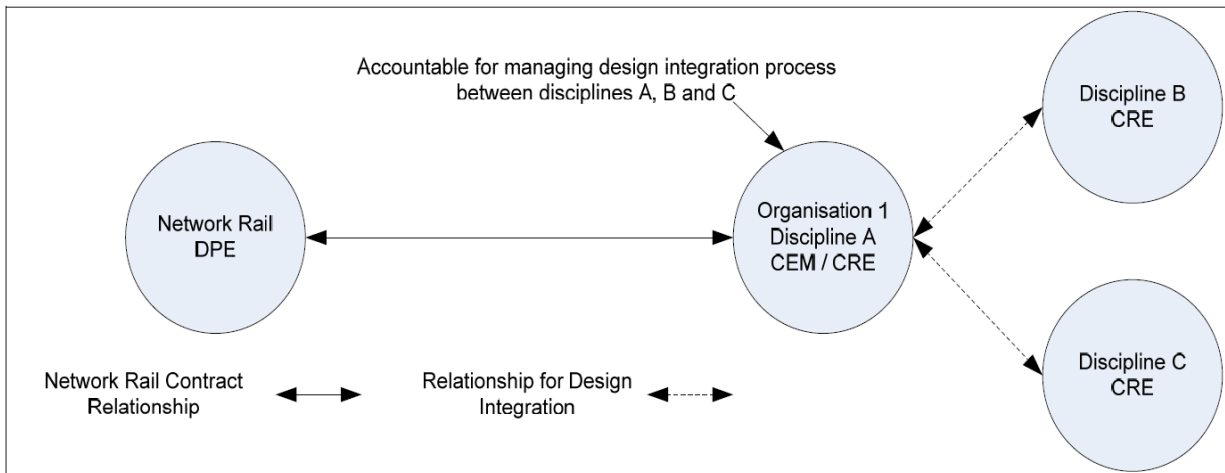 Accountable for managing design integration process
between disciplines A, B and C
Discipline B
CRE
Network Rail
DPE
Organisation 1
Discipline A
CEM / CRE
Discipline C
CRE
Network Rail Contract
Relationship
Relationship for Design
Integration